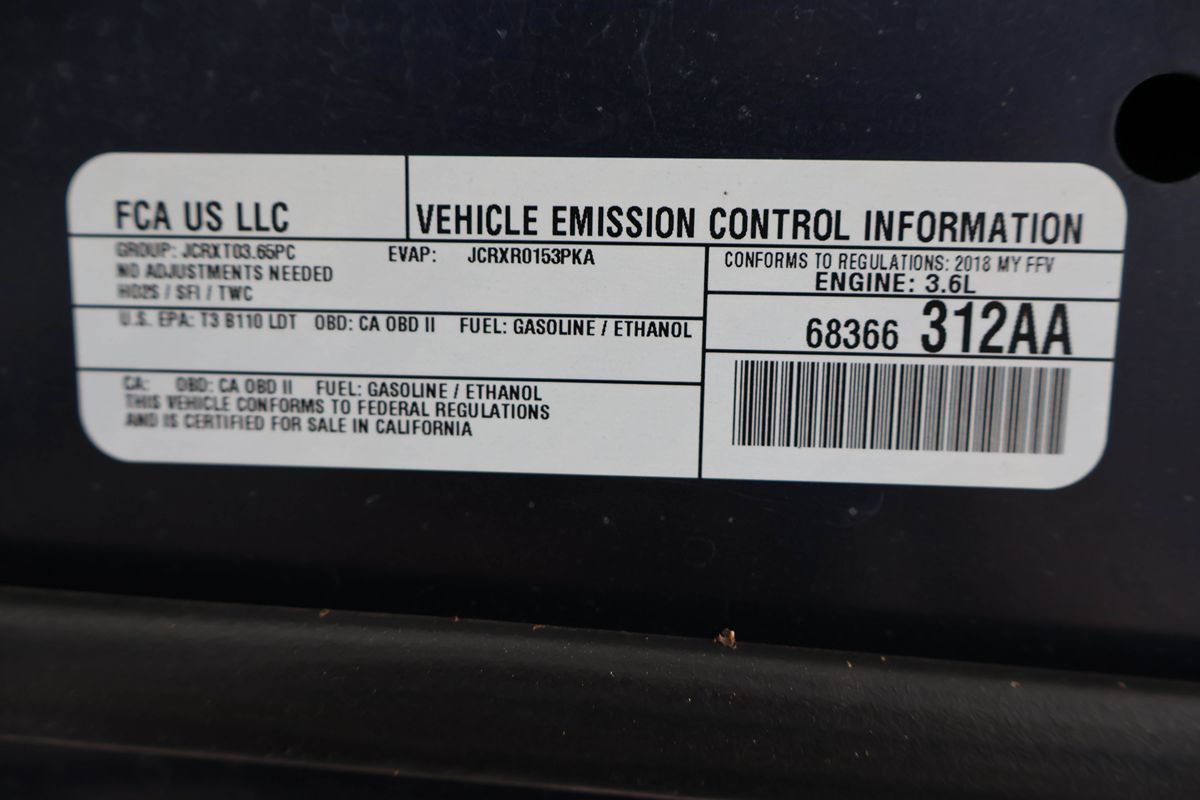 FCA US LLC
VEHICLE EMISSION CONTROL INFORMATION
GROUP: JCRXT03.65PC EVAP: JCRXR0153PKA
NO ADJUSTMENTS NEEDED
HO2S / SFI / TWC
CONFORMS TO REGULATIONS: 2018 MY FFV
ENGINE: 3.6L
U.S. EPA: T3 B110 LDT OBD: CA OBD II FUEL: GASOLINE / ETHANOL
68366 312AA
CA: OBD: CA OBD II FUEL: GASOLINE / ETHANOL
THIS VEHICLE CONFORMS TO FEDERAL REGULATIONS
AND IS CERTIFIED FOR SALE IN CALIFORNIA